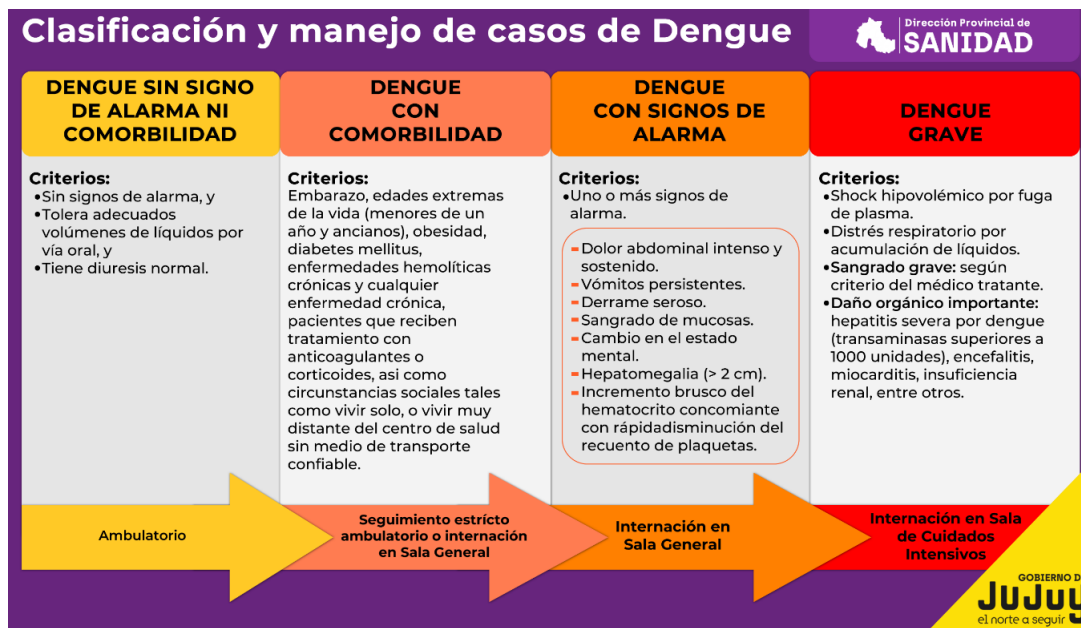 Clasificación y manejo de casos de Dengue
Dirección Provincial de
SANIDAD
DENGUE SIN SIGNO
DE ALARMA NI
COMORBILIDAD
Criterios:
•Sin signos de alarma, y
•Tolera adecuados
volúmenes de líquidos por
vía oral, y
•Tiene diuresis normal.
Ambulatorio
DENGUE
CON
COMORBILIDAD
Criterios:
Embarazo, edades extremas
de la vida (menores de un
año y ancianos), obesidad,
diabetes mellitus,
enfermedades hemolíticas
crónicas y cualquier
enfermedad crónica,
pacientes que reciben
tratamiento con
anticoagulantes o
corticoides, asi como
circunstancias sociales tales
como vivir solo, o vivir muy
distante del centro de salud
sin medio de transporte
confiable.
Seguimiento estrícto
ambulatorio o internación
en Sala General
DENGUE
CON SIGNOS DE
ALARMA
Criterios:
•Uno o más signos de
alarma.
- Dolor abdominal intenso y
sostenido.
- Vómitos persistentes.
- Derrame seroso.
- Sangrado de mucosas.
- Cambio en el estado
mental.
- Hepatomegalia (> 2 cm).
- Incremento brusco del
hematocrito concomiante
con rápidadisminución del
recuento de plaquetas.
Internación en
Sala General
DENGUE
GRAVE
Criterios:
•Shock hipovolémico por fuga
de plasma.
•Distrés respiratorio por
acumulación de líquidos.
•Sangrado grave: según
criterio del médico tratante.
•Daño orgánico importante:
hepatitis severa por dengue
(transaminasas superiores a
1000 unidades), encefalitis,
miocarditis, insuficiencia
renal, entre otros.
Internación en Sala
de Cuidados
Intensivos
GOBIERNO D
JuJuy
el norte a seguir